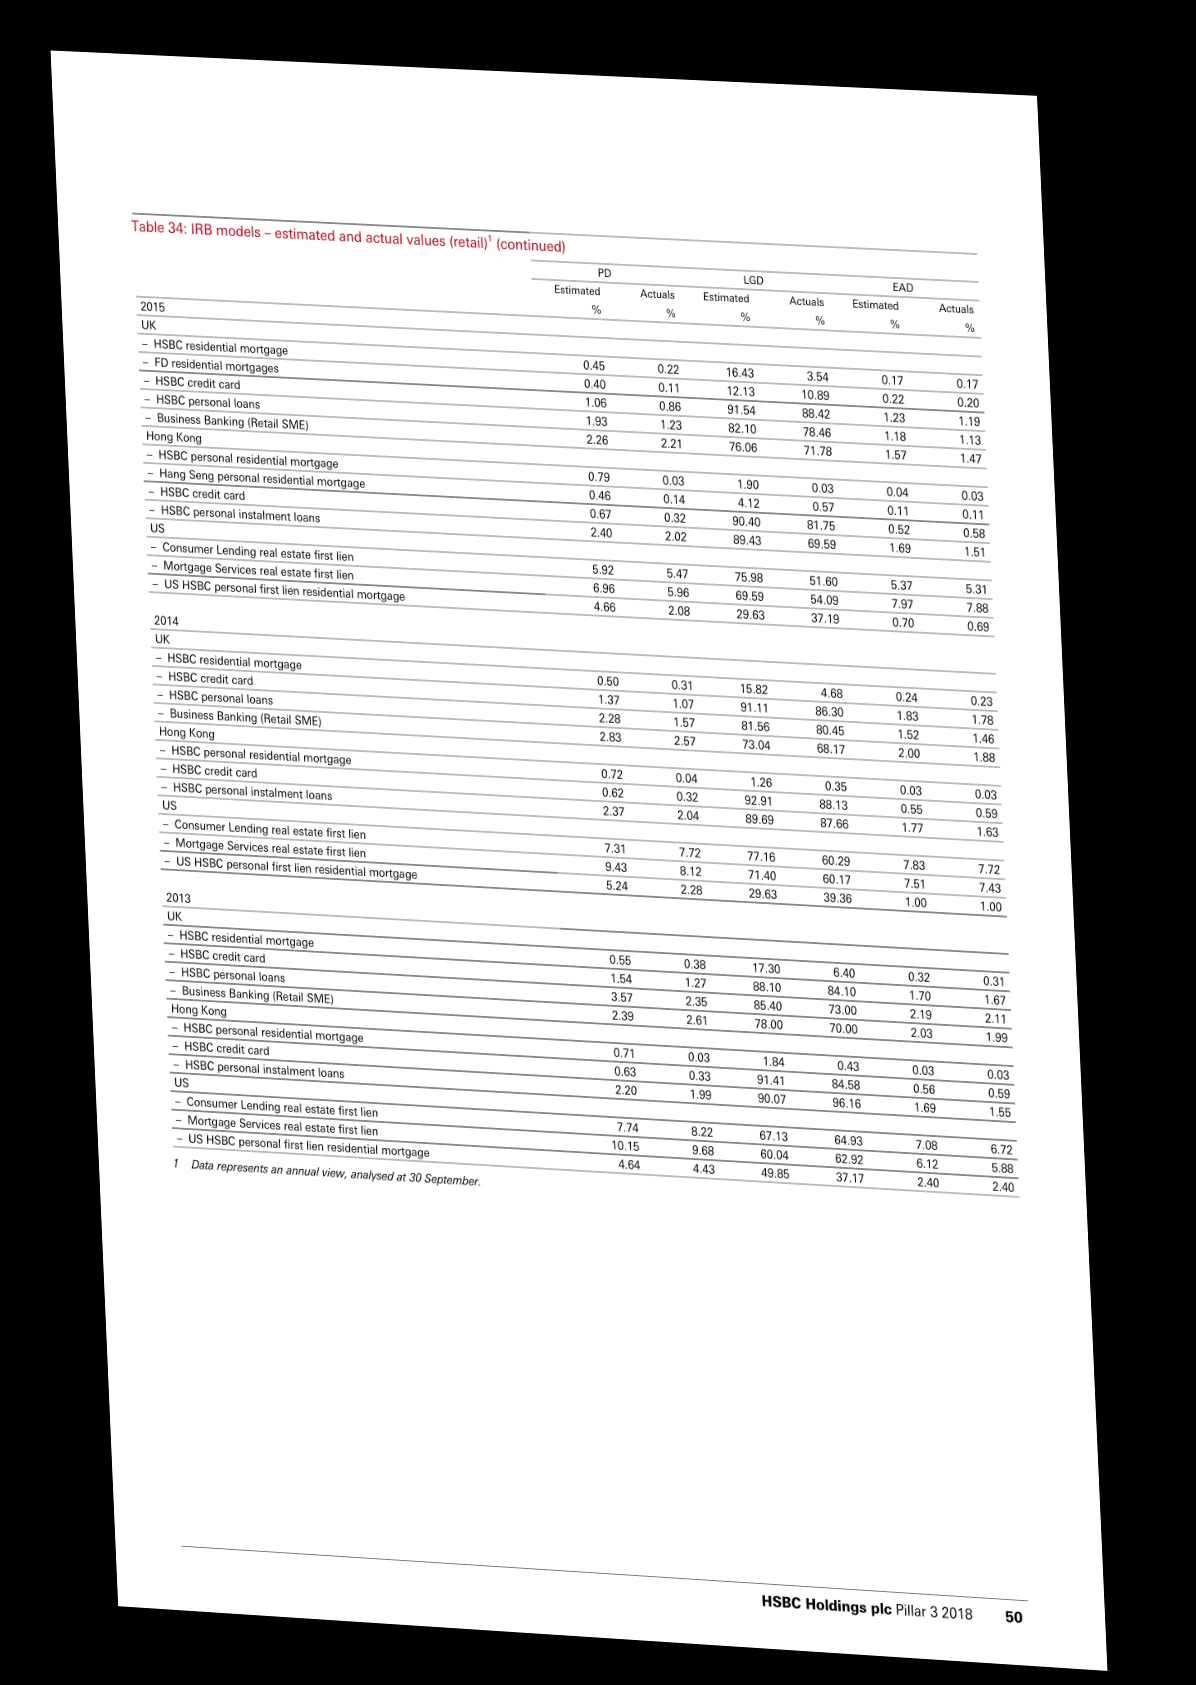 Table 34: IRB models – estimated and actual values (retail)¹ (continued)
PD LGD EAD
Estimated Actuals Estimated Actuals Estimated Actuals
% % % % % %
2015
UK
– HSBC residential mortgage 0.45 0.22 16.43 3.54 0.17 0.17
– FD residential mortgages 0.40 0.11 12.13 10.89 0.22 0.20
– HSBC credit card 1.06 0.86 91.54 88.42 1.23 1.19
– HSBC personal loans 1.93 1.23 82.10 78.46 1.18 1.13
– Business Banking (Retail SME) 2.26 2.21 76.06 71.78 1.57 1.47
Hong Kong
– HSBC personal residential mortgage 0.79 0.03 1.90 0.03 0.04 0.03
– Hang Seng personal residential mortgage 0.46 0.14 4.12 0.57 0.11 0.11
– HSBC credit card 0.67 0.32 90.40 81.75 0.52 0.58
– HSBC personal instalment loans 2.40 2.02 89.43 69.59 1.69 1.51
US
– Consumer Lending real estate first lien 5.92 5.47 75.98 51.60 5.37 5.31
– Mortgage Services real estate first lien 6.96 5.96 69.59 54.09 7.97 7.88
– US HSBC personal first lien residential mortgage 4.66 2.08 29.63 37.19 0.70 0.69
2014
UK
– HSBC residential mortgage 0.50 0.31 15.82 4.68 0.24 0.23
– HSBC credit card 1.37 1.07 91.11 86.30 1.83 1.78
– HSBC personal loans 2.28 1.57 81.56 80.45 1.52 1.46
– Business Banking (Retail SME) 2.83 2.57 73.04 68.17 2.00 1.88
Hong Kong
– HSBC personal residential mortgage 0.72 0.04 1.26 0.35 0.03 0.03
– HSBC credit card 0.62 0.32 92.91 88.13 0.55 0.59
– HSBC personal instalment loans 2.37 2.04 89.69 87.66 1.77 1.63
US
– Consumer Lending real estate first lien 7.31 7.72 77.16 60.29 7.83 7.72
– Mortgage Services real estate first lien 9.43 8.12 71.40 60.17 7.51 7.43
– US HSBC personal first lien residential mortgage 5.24 2.28 29.63 39.36 1.00 1.00
2013
UK
– HSBC residential mortgage 0.55 0.38 17.30 6.40 0.32 0.31
– HSBC credit card 1.54 1.27 88.10 84.10 1.70 1.67
– HSBC personal loans 3.57 2.35 85.40 73.00 2.19 2.11
– Business Banking (Retail SME) 2.39 2.61 78.00 70.00 2.03 1.99
Hong Kong
– HSBC personal residential mortgage 0.71 0.03 1.84 0.43 0.03 0.03
– HSBC credit card 0.63 0.33 91.41 84.58 0.56 0.59
– HSBC personal instalment loans 2.20 1.99 90.07 96.16 1.69 1.55
US
– Consumer Lending real estate first lien 7.74 8.22 67.13 64.93 7.08 6.72
– Mortgage Services real estate first lien 10.15 9.68 60.04 62.92 6.12 5.88
– US HSBC personal first lien residential mortgage 4.64 4.43 49.85 37.17 2.40 2.40
1 Data represents an annual view, analysed at 30 September.
HSBC Holdings plc Pillar 3 2018 50